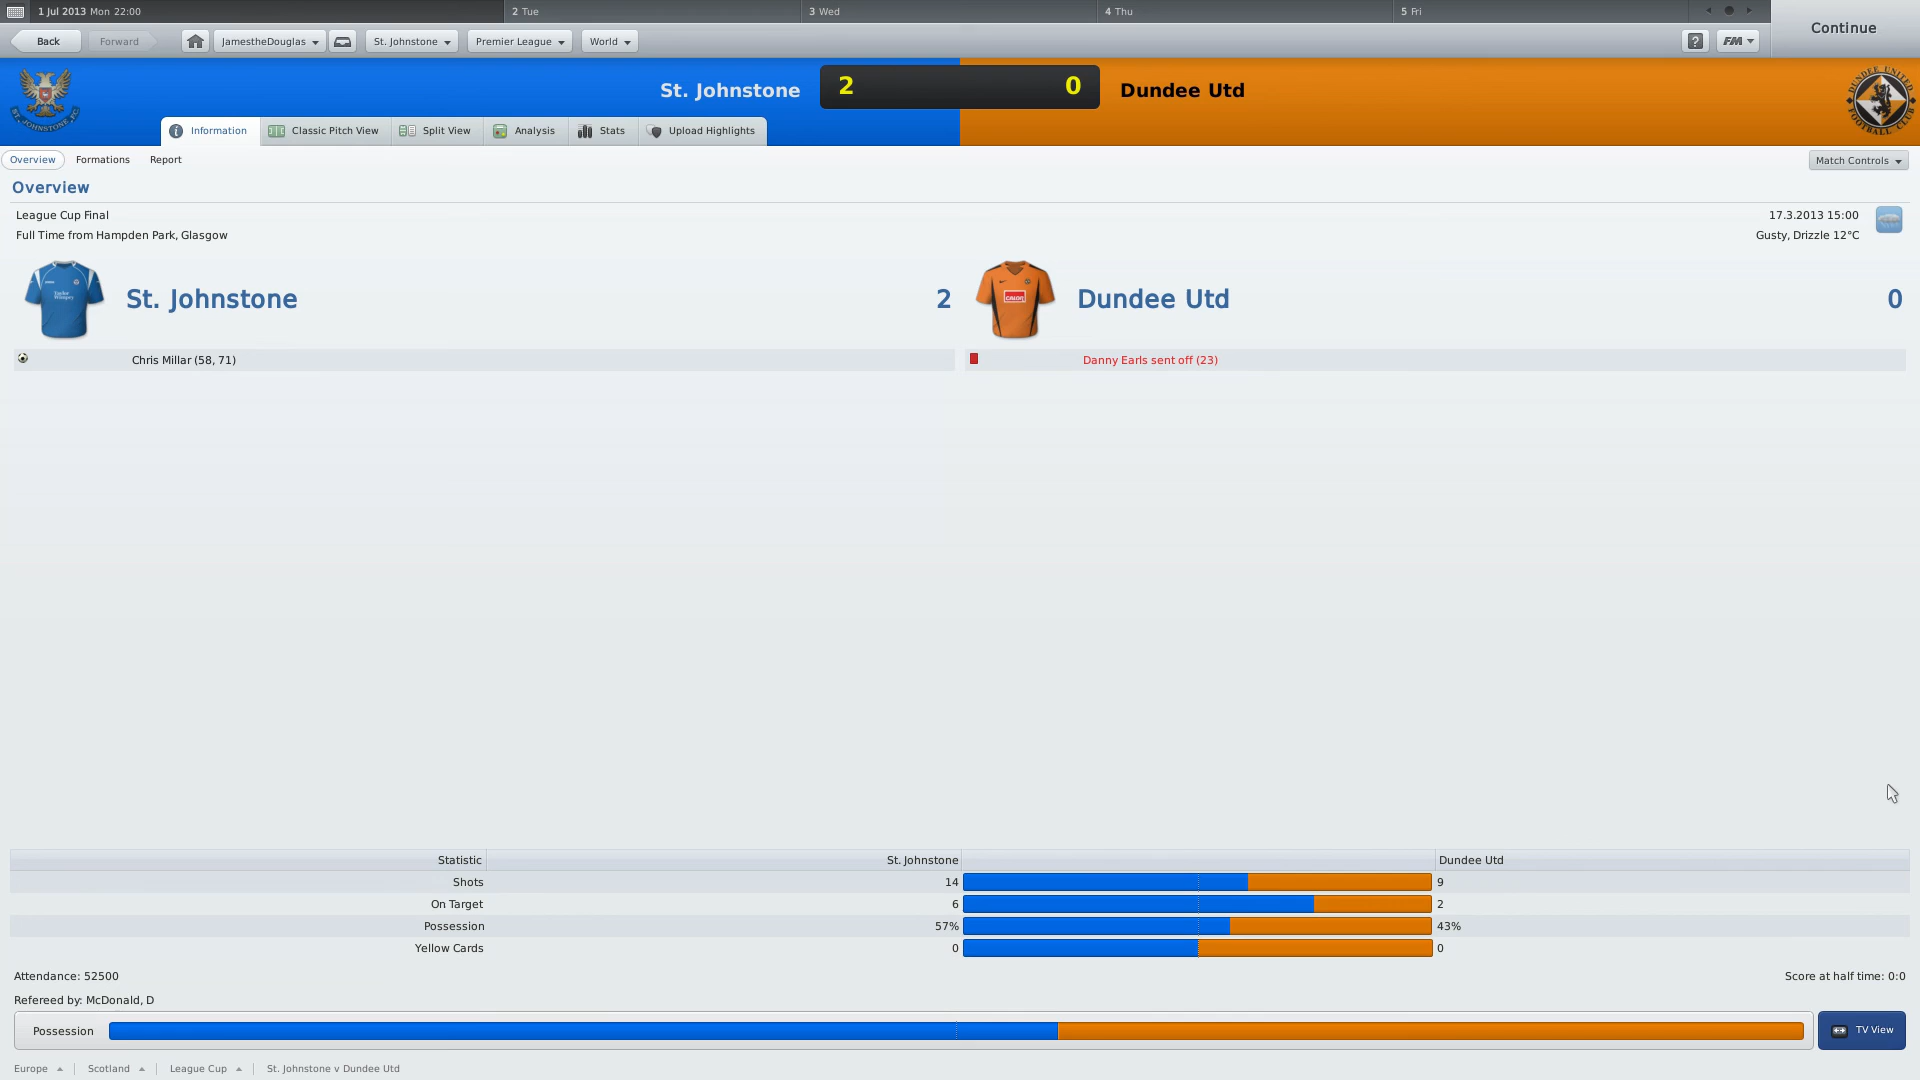 1 Jul 2013 Mon 22:00 2 Tue 3 Wed 4 Thu 5 Fri
Continue
Back Forward JamestheDouglas St. Johnstone Premier League World ? FM
St. Johnstone 2 0 Dundee Utd
Information Classic Pitch View Split View Analysis Stats Upload Highlights
Overview Formations Report Match Controls
Overview
League Cup Final 17.3.2013 15:00
Full Time from Hampden Park, Glasgow Gusty, Drizzle 12°C
St. Johnstone 2 Dundee Utd 0
Chris Millar (58, 71) Danny Earls sent off (23)
Statistic St. Johnstone Dundee Utd
Shots 14 9
On Target 6 2
Possession 57% 43%
Yellow Cards 0 0
Attendance: 52500 Score at half time: 0:0
Refereed by: McDonald, D
Possession TV View
Europe Scotland League Cup St. Johnstone v Dundee Utd